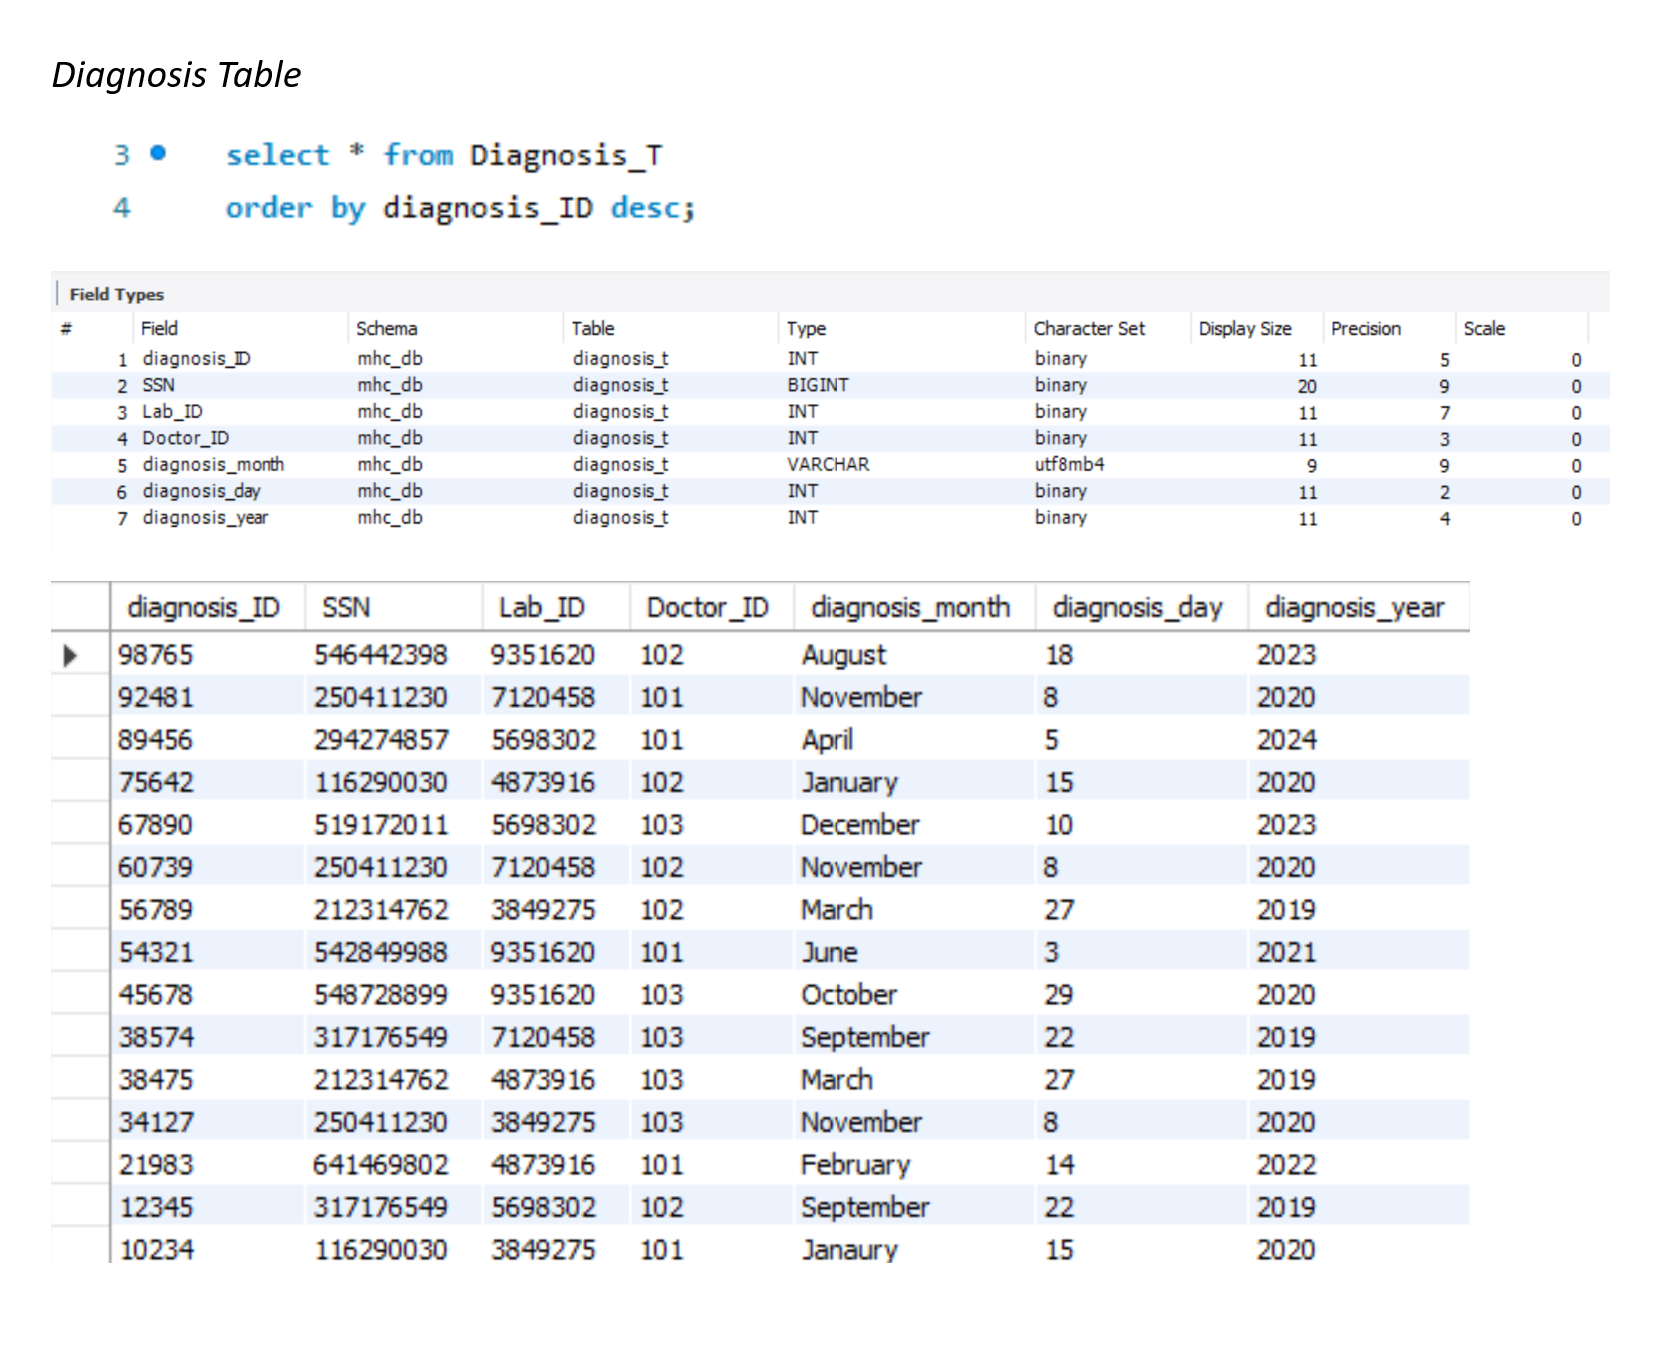 Diagnosis Table
3 select * from Diagnosis_T
4 order by diagnosis_ID desc;
Field Types
# Field Schema Table Type Character Set Display Size Precision Scale
1 diagnosis_ID mhc_db diagnosis_t INT binary 11 5 0
2 SSN mhc_db diagnosis_t BIGINT binary 20 9 0
3 Lab_ID mhc_db diagnosis_t INT binary 11 7 0
4 Doctor_ID mhc_db diagnosis_t INT binary 11 3 0
5 diagnosis_month mhc_db diagnosis_t VARCHAR utf8mb4 9 9 0
6 diagnosis_day mhc_db diagnosis_t INT binary 11 2 0
7 diagnosis_year mhc_db diagnosis_t INT binary 11 4 0
diagnosis_ID SSN Lab_ID Doctor_ID diagnosis_month diagnosis_day diagnosis_year
98765 546442398 9351620 102 August 18 2023
92481 250411230 7120458 101 November 8 2020
89456 294274857 5698302 101 April 5 2024
75642 116290030 4873916 102 January 15 2020
67890 519172011 5698302 103 December 10 2023
60739 250411230 7120458 102 November 8 2020
56789 212314762 3849275 102 March 27 2019
54321 542849988 9351620 101 June 3 2021
45678 548728899 9351620 103 October 29 2020
38574 317176549 7120458 103 September 22 2019
38475 212314762 4873916 103 March 27 2019
34127 250411230 3849275 103 November 8 2020
21983 641469802 4873916 101 February 14 2022
12345 317176549 5698302 102 September 22 2019
10234 116290030 3849275 101 Janaury 15 2020